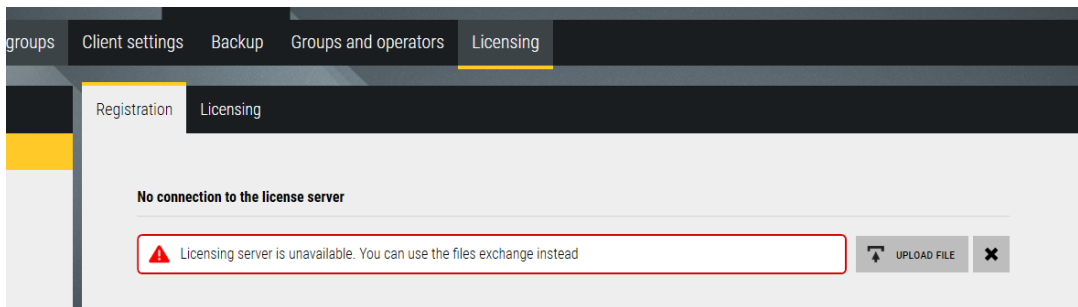 groups Client settings Backup Groups and operators Licensing
Registration Licensing
No connection to the license server
Licensing server is unavailable. You can use the files exchange instead UPLOAD FILE